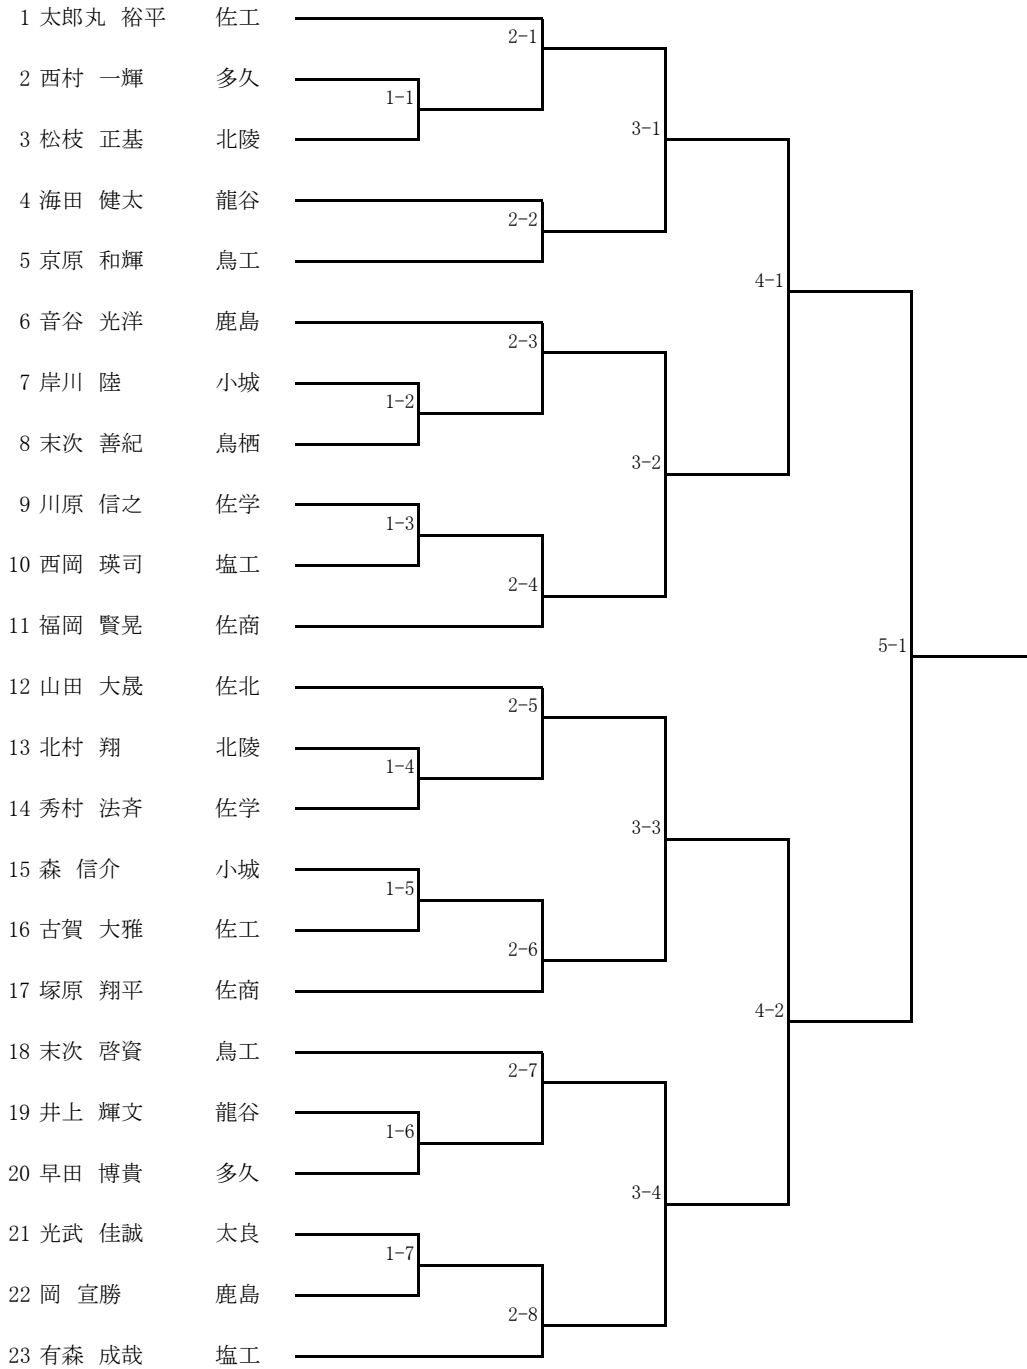 1 太郎丸 裕平 佐工
2-1
2 西村 一輝 多久
1-1
3 松枝 正基 北陵
3-1
4 海田 健太 龍谷
2-2
5 京原 和輝 鳥工
4-1
6 音谷 光洋 鹿島
2-3
7 岸川 陸 小城
1-2
8 末次 善紀 鳥栖
3-2
9 川原 信之 佐学
1-3
10 西岡 瑛司 塩工
2-4
11 福岡 賢晃 佐商
5-1
12 山田 大晟 佐北
2-5
13 北村 翔 北陵
1-4
14 秀村 法斉 佐学
3-3
15 森 信介 小城
1-5
16 古賀 大雅 佐工
2-6
17 塚原 翔平 佐商
4-2
18 末次 啓資 鳥工
2-7
19 井上 輝文 龍谷
1-6
20 早田 博貴 多久
3-4
21 光武 佳誠 太良
1-7
22 岡 宣勝 鹿島
2-8
23 有森 成哉 塩工